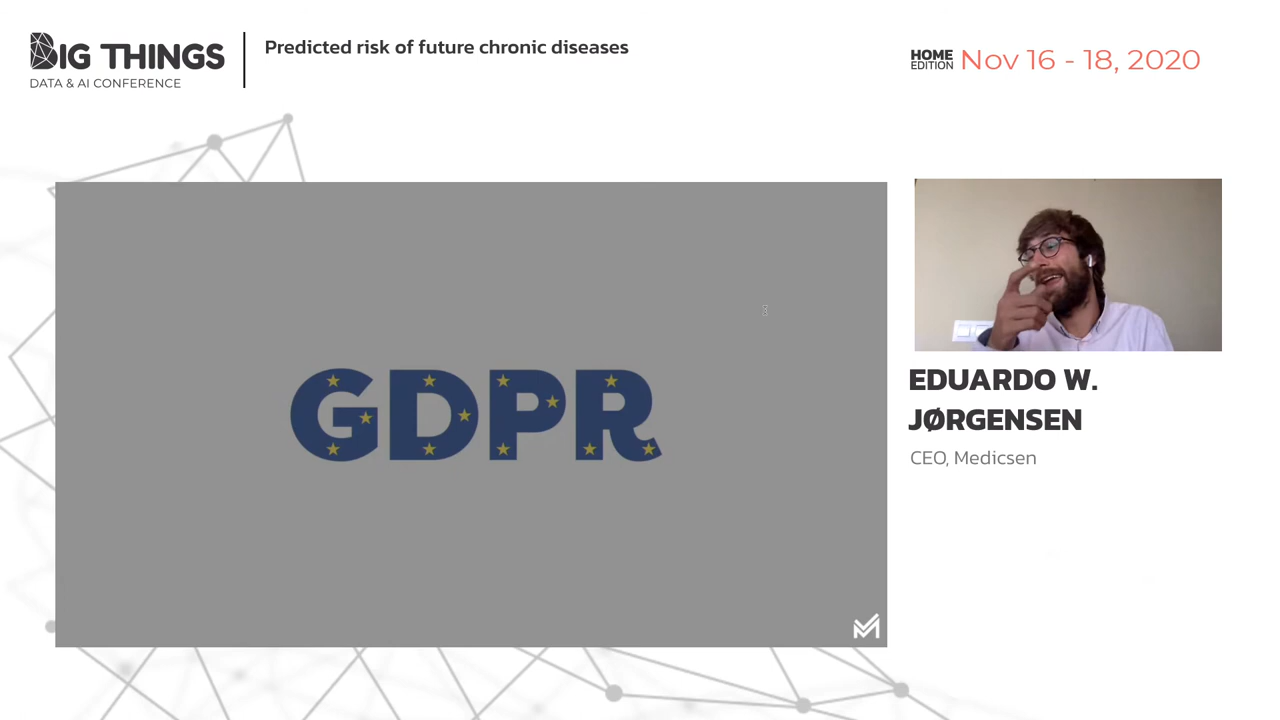 BIG THINGS
DATA & AI CONFERENCE
Predicted risk of future chronic diseases
HOME
EDITION
Nov 16 - 18, 2020
GDPR
EDUARDO W.
JØRGENSEN
CEO, Medicsen